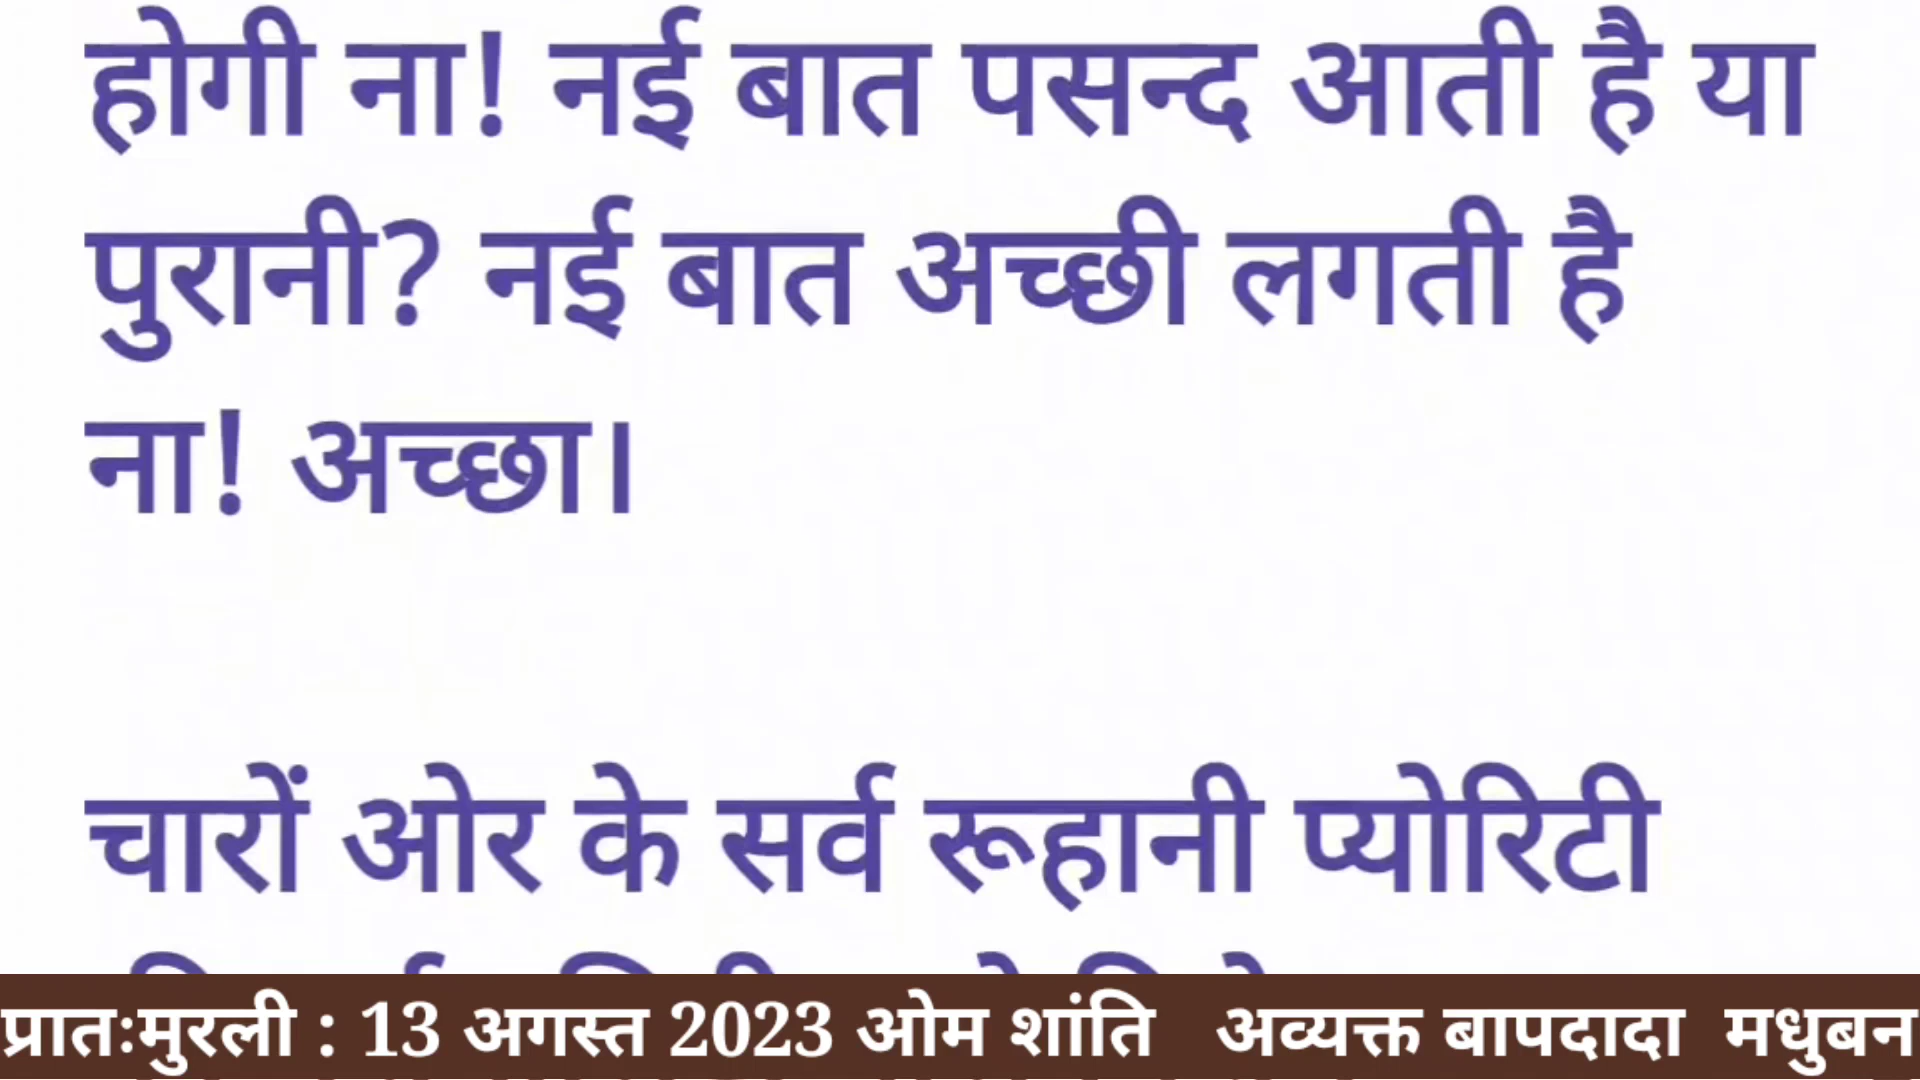 होगी ना! नई बात पसन्द आती है या
पुरानी? नई बात अच्छी लगती है
ना! अच्छा।
चारों ओर के सर्व रूहानी प्योरिटी
प्रातःमुरली : 13 अगस्त 2023 ओम शांति अव्यक्त बापदादा मधुबन